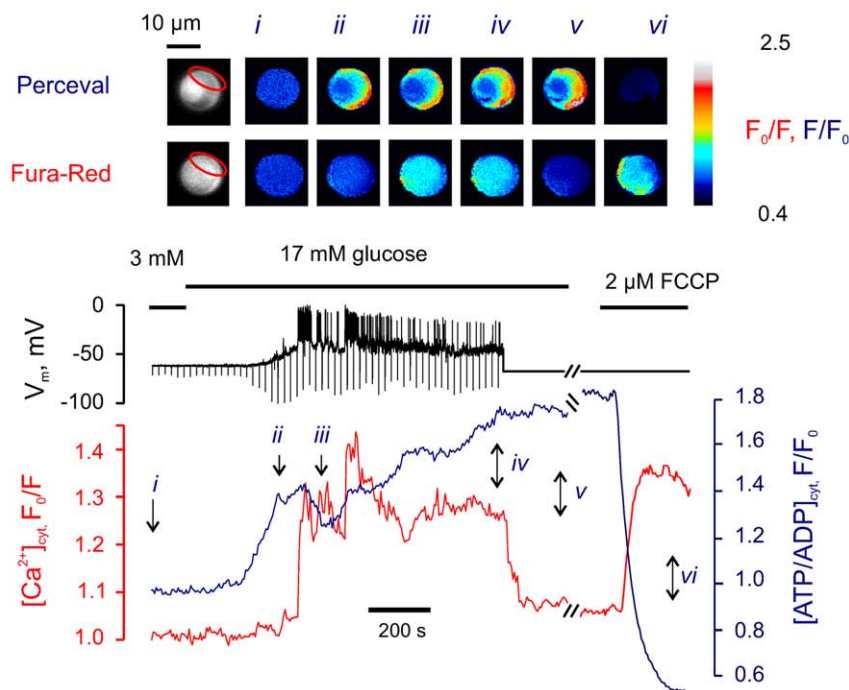 10 µm
i ii iii iv v vi
2.5
Perceval
F₀/F, F/F₀
Fura-Red
0.4
3 mM
17 mM glucose
2 µM FCCP
0
-50
-100
Vₘ, mV
1.8
1.6
1.4
1.2
1.0
0.8
0.6
[ATP/ADP]cyt, F/F₀
1.4
1.3
1.2
1.1
1.0
[Ca²⁺]cyt, F₀/F
i
ii
iii
iv
v
vi
200 s